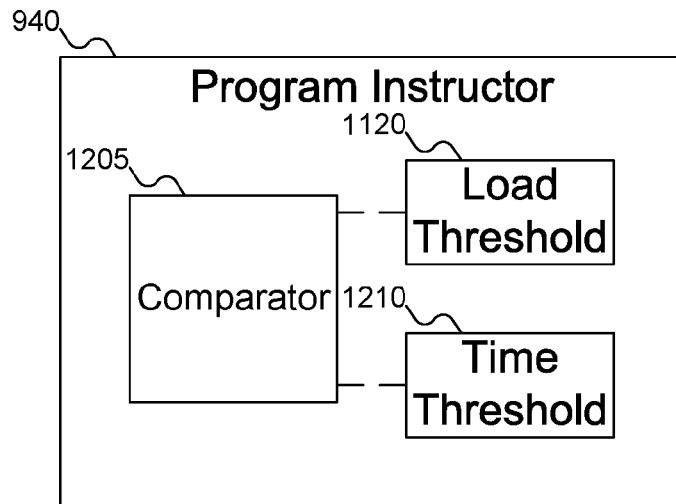 940
Program Instructor
1120
1205
Load
Threshold
Comparator
1210
Time
Threshold